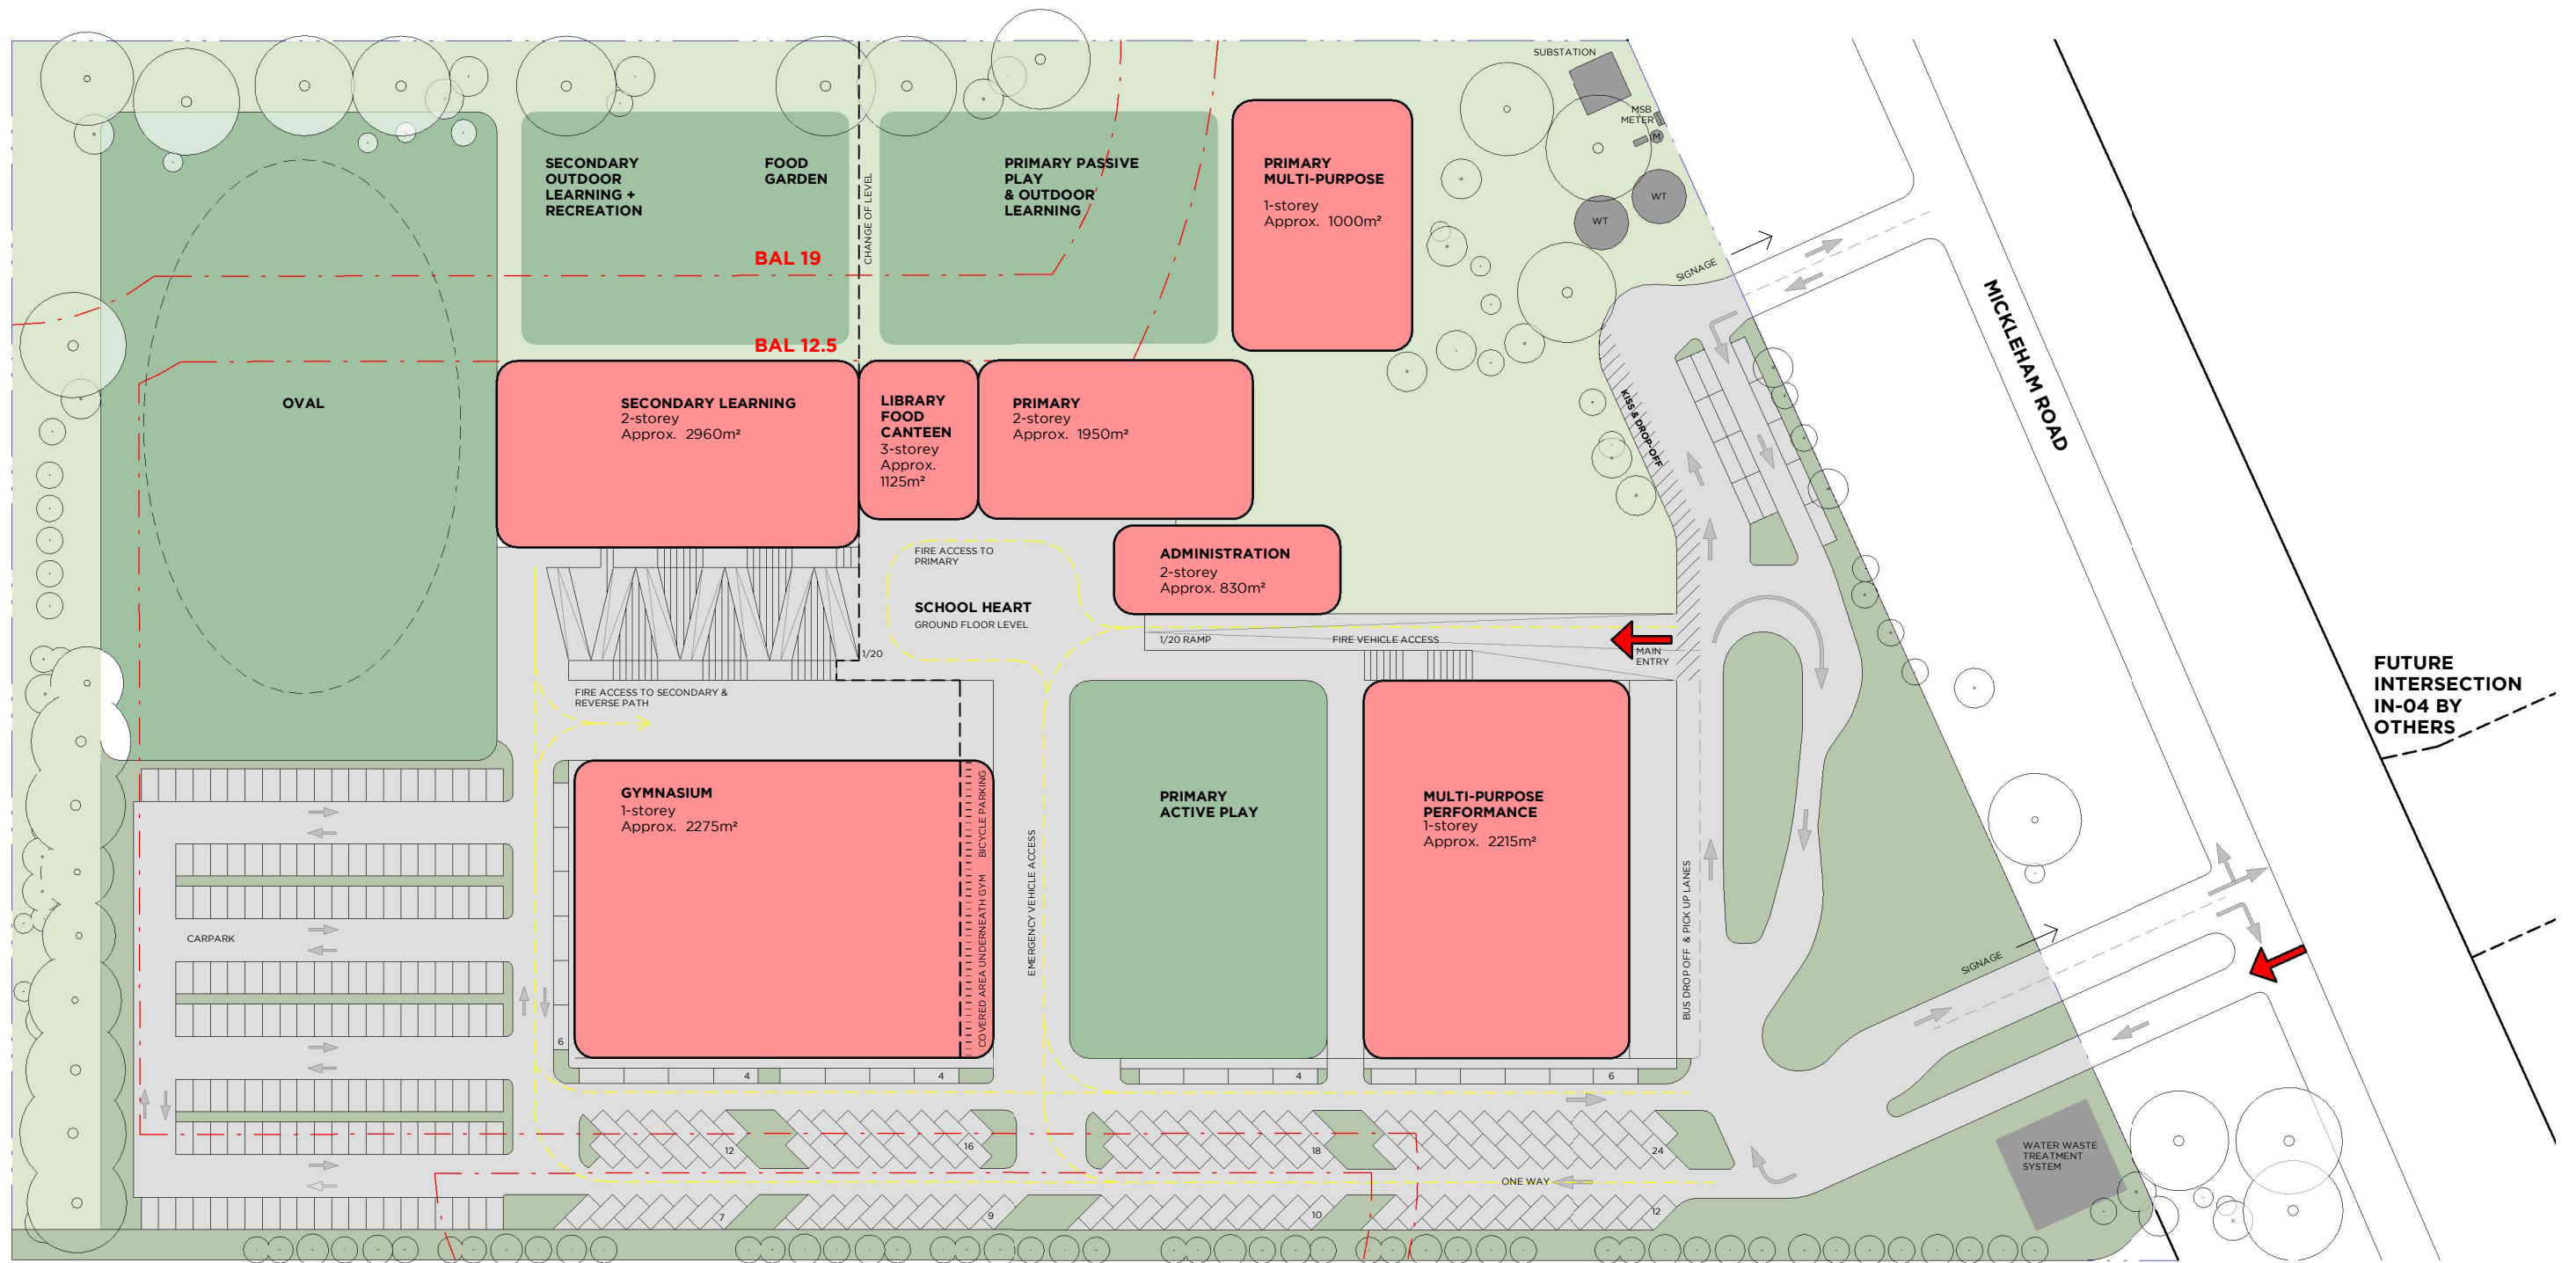 SUBSTATION
MSB
METER
M
WT
WT
SECONDARY
OUTDOOR
LEARNING +
RECREATION
FOOD
GARDEN
CHANGE OF LEVEL
PRIMARY PASSIVE
PLAY
& OUTDOOR
LEARNING
PRIMARY
MULTI-PURPOSE
1-storey
Approx. 1000m²
BAL 19
BAL 12.5
SIGNAGE
MICKLEHAM ROAD
KISS & DROP-OFF
OVAL
SECONDARY LEARNING
2-storey
Approx. 2960m²
LIBRARY
FOOD
CANTEEN
3-storey
Approx.
1125m²
PRIMARY
2-storey
Approx. 1950m²
FIRE ACCESS TO
PRIMARY
ADMINISTRATION
2-storey
Approx. 830m²
SCHOOL HEART
GROUND FLOOR LEVEL
1/20 RAMP
FIRE VEHICLE ACCESS
MAIN
ENTRY
1/20
FIRE ACCESS TO SECONDARY &
REVERSE PATH
FUTURE
INTERSECTION
IN-04 BY
OTHERS
GYMNASIUM
1-storey
Approx. 2275m²
COVERED AREA UNDERNEATH GYM BICYCLE PARKING
EMERGENCY VEHICLE ACCESS
PRIMARY
ACTIVE PLAY
MULTI-PURPOSE
PERFORMANCE
1-storey
Approx. 2215m²
BUS DROP OFF & PICK UP LANES
CARPARK
SIGNAGE
6
4
4
4
6
12
16
18
24
ONE WAY
7
9
10
12
WATER WASTE
TREATMENT
SYSTEM